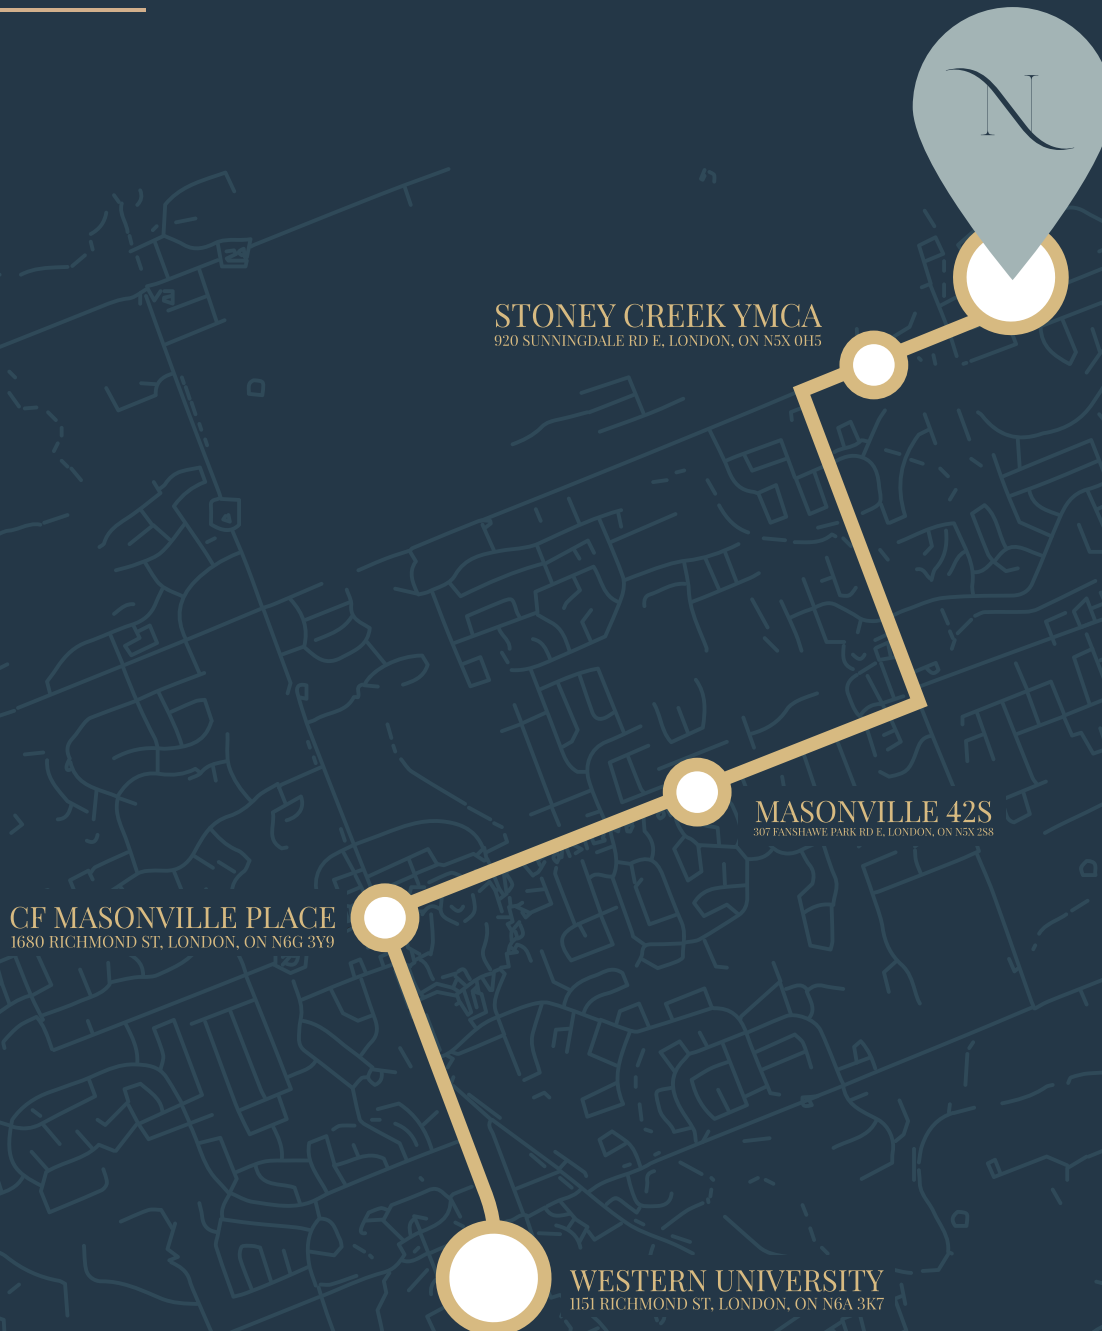 N
STONEY CREEK YMCA
920 SUNNINGDALE RD E, LONDON, ON N5X 0H5
MASONVILLE 42S
307 FANSHAWE PARK RD E, LONDON, ON N5X 2S8
CF MASONVILLE PLACE
1680 RICHMOND ST, LONDON, ON N6G 3Y9
WESTERN UNIVERSITY
1151 RICHMOND ST, LONDON, ON N6A 3K7